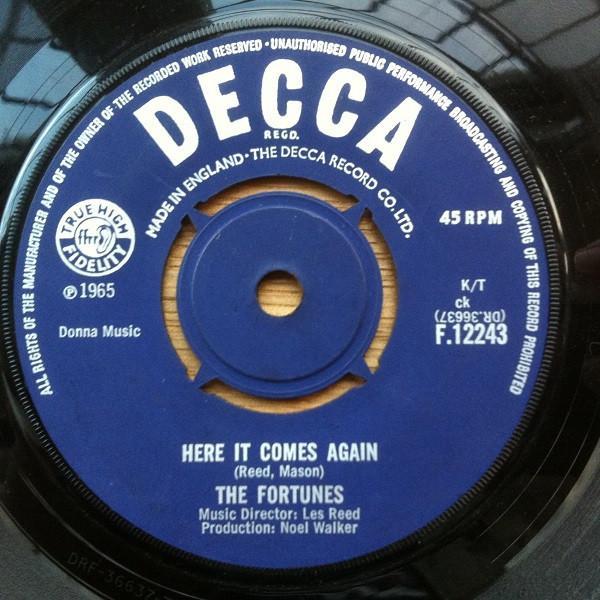 ALL RIGHTS OF THE MANUFACTURER AND OF THE OWNER OF THE RECORDED WORK RESERVED · UNAUTHORISED PUBLIC PERFORMANCE BROADCASTING AND COPYING OF THIS RECORD PROHIBITED
DECCA
REGD.
MADE IN ENGLAND · THE DECCA RECORD CO. LTD.
TRUE HIGH
ffrr
FIDELITY
℗ 1965
Donna Music
45 RPM
K/T
ck
(DR.36637)
F.12243
HERE IT COMES AGAIN
(Reed, Mason)
THE FORTUNES
Music Director: Les Reed
Production: Noel Walker
DRF-36637